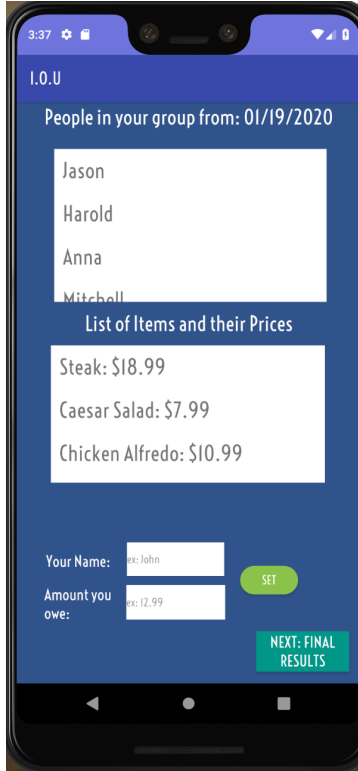 3:37
I.O.U
People in your group from: 01/19/2020
Jason
Harold
Anna
Mitchell
List of Items and their Prices
Steak: $18.99
Caesar Salad: $7.99
Chicken Alfredo: $10.99
Your Name:
ex: John
SET
Amount you
owe:
ex: 12.99
NEXT: FINAL
RESULTS